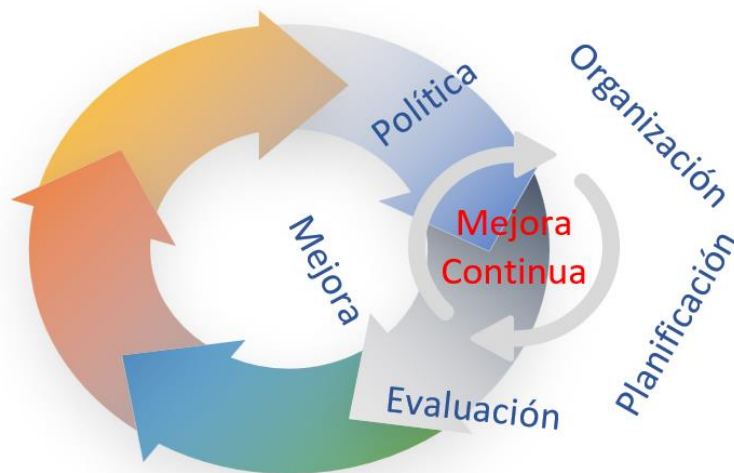 Política
Organización
Mejora
Continua
Mejora
Planificación
Evaluación